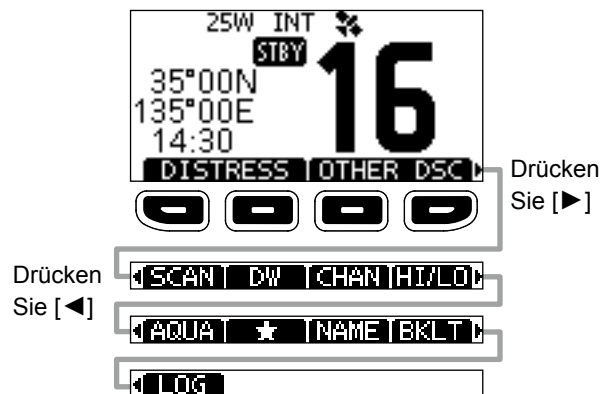 25W INT
STBY
16
35°00N
135°00E
14:30
DISTRESS OTHER DSC
Drücken
Sie [►]
Drücken
Sie [◄]
SCAN DW CHAN HI/LO
AQUA ★ NAME BKLT
LOG